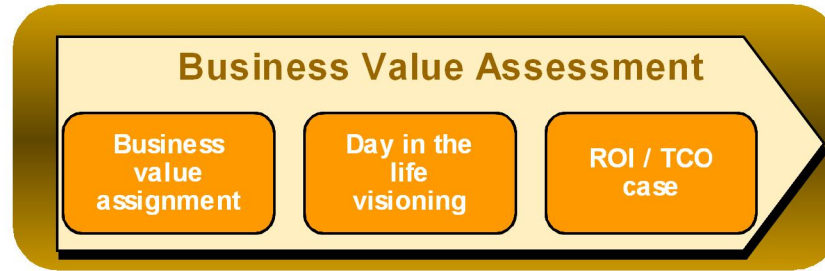 Business Value Assessment
Business
value
assignment
Day in the
life
visioning
ROI / TCO
case